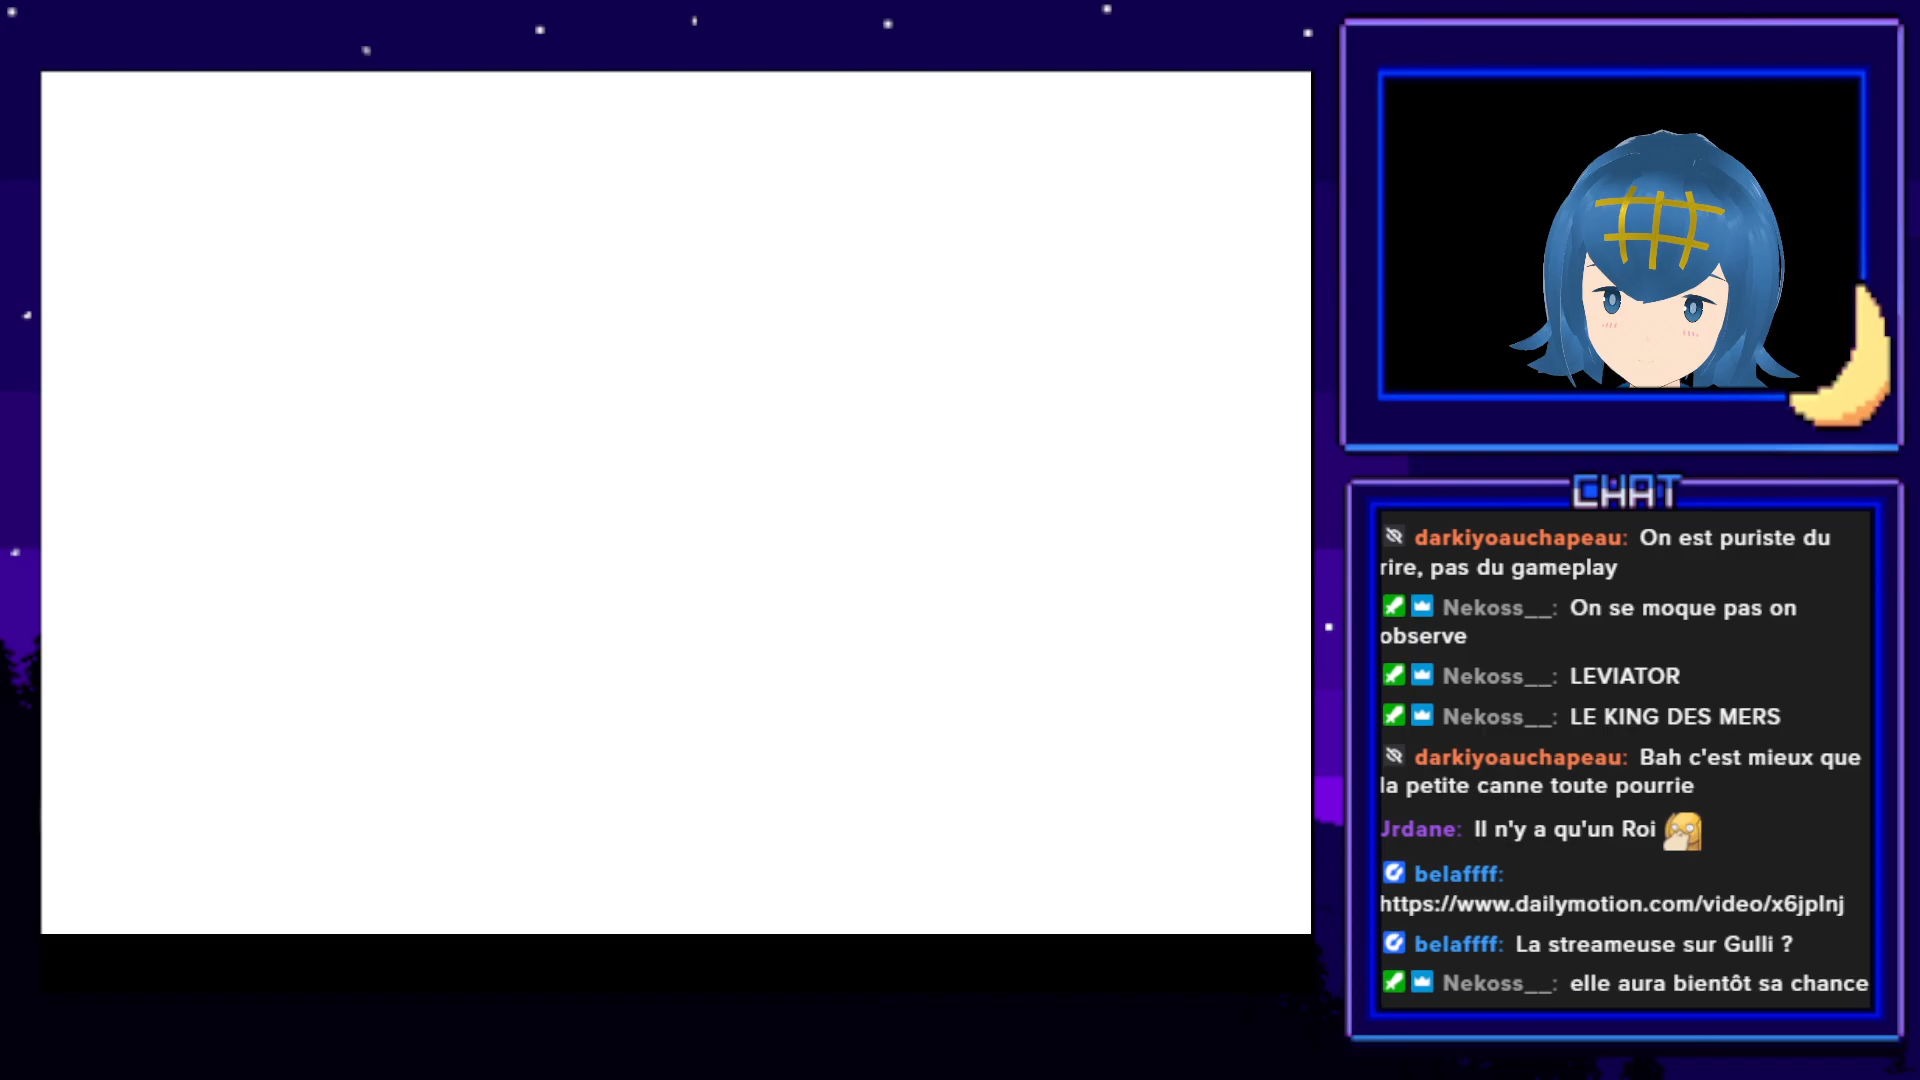 CHAT
darkiyoauchapeau: On est puriste du
rire, pas du gameplay
Nekoss__: On se moque pas on
observe
Nekoss__: LEVIATOR
Nekoss__: LE KING DES MERS
darkiyoauchapeau: Bah c'est mieux que
la petite canne toute pourrie
Jrdane: Il n'y a qu'un Roi
belaffff:
https://www.dailymotion.com/video/x6jplnj
belaffff: La streameuse sur Gulli ?
Nekoss__: elle aura bientôt sa chance